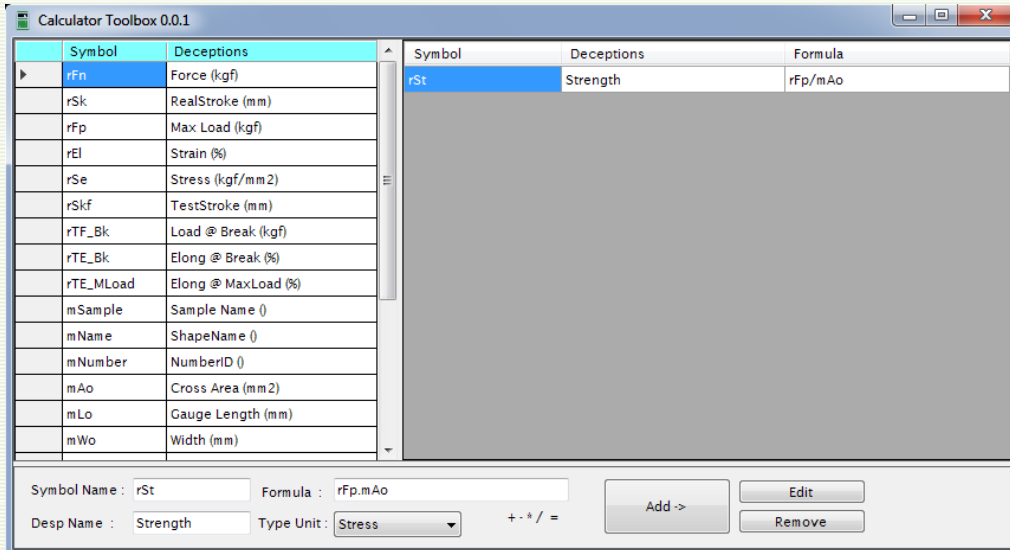 Calculator Toolbox 0.0.1
Symbol Deceptions
rFn Force (kgf)
rSk RealStroke (mm)
rFp Max Load (kgf)
rEl Strain (%)
rSe Stress (kgf/mm2)
rSkf TestStroke (mm)
rTF_Bk Load @ Break (kgf)
rTE_Bk Elong @ Break (%)
rTE_MLoad Elong @ MaxLoad (%)
mSample Sample Name ()
mName ShapeName ()
mNumber NumberID ()
mAo Cross Area (mm2)
mLo Gauge Length (mm)
mWo Width (mm)
Symbol Deceptions Formula
rSt Strength rFp/mAo
Symbol Name : rSt Formula : rFp.mAo
Desp Name : Strength Type Unit : Stress + - * / =
Add ->
Edit
Remove